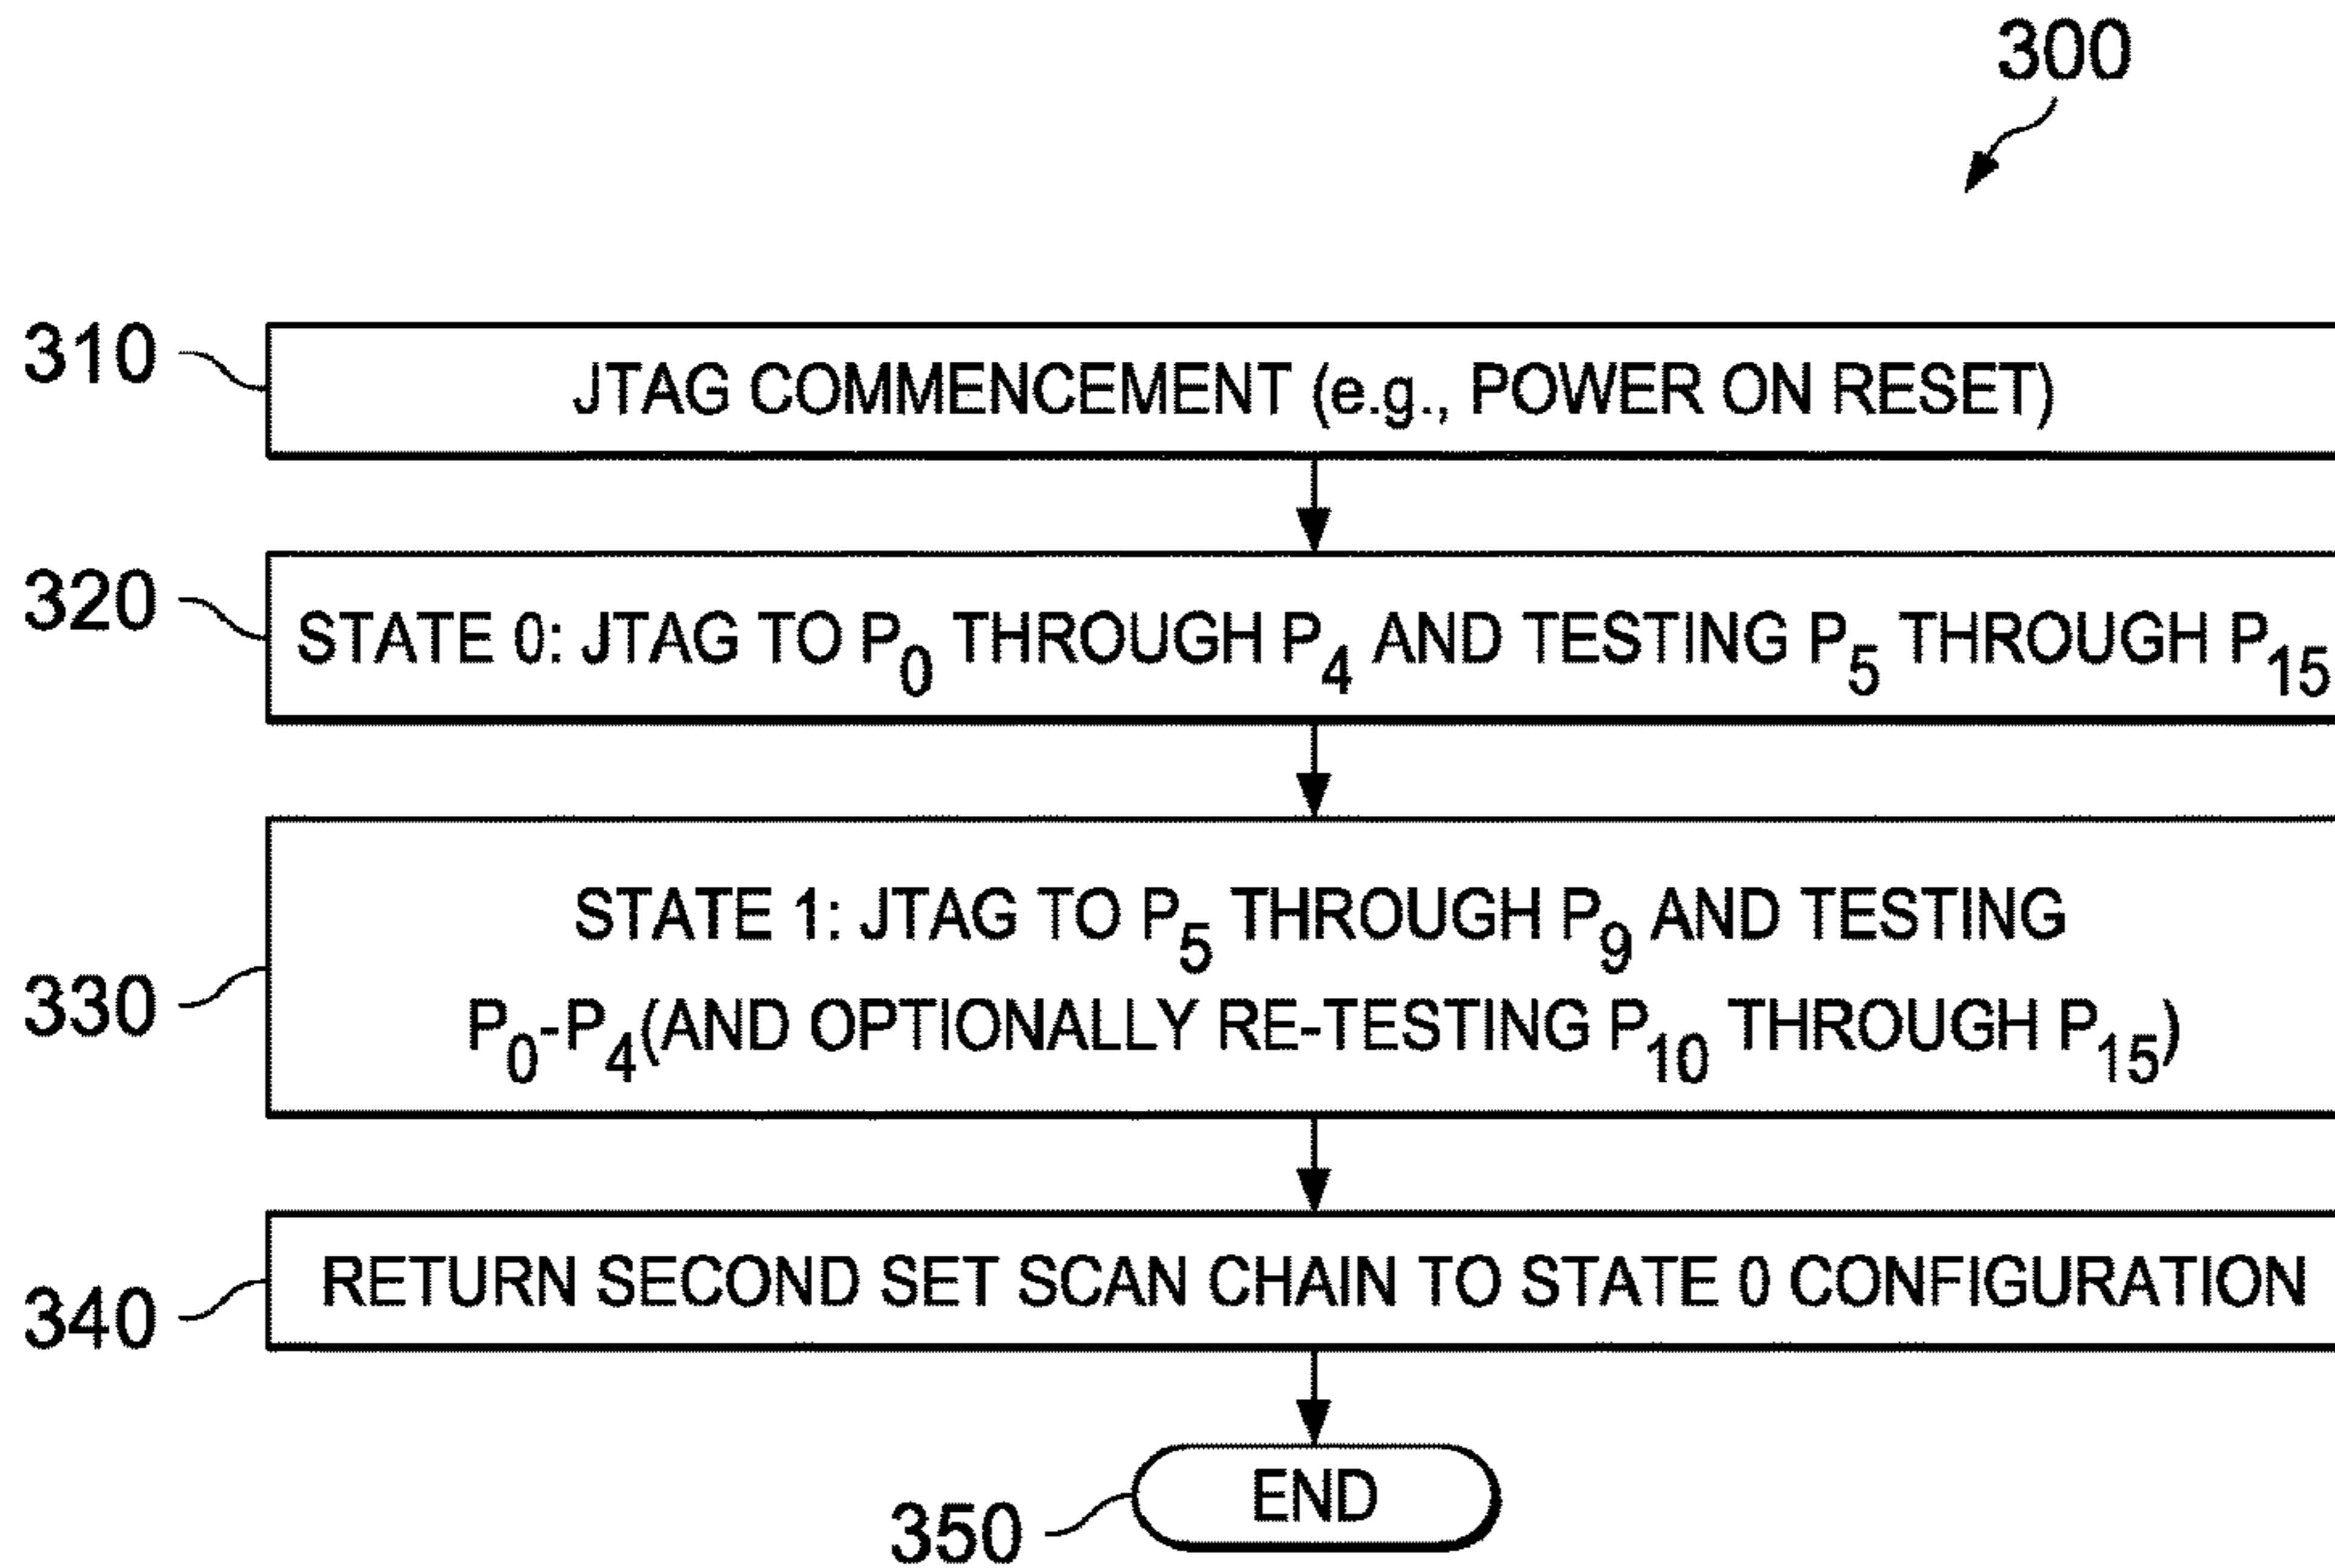 300
310
JTAG COMMENCEMENT (e.g., POWER ON RESET)
320
STATE 0: JTAG TO P₀ THROUGH P₄ AND TESTING P₅ THROUGH P₁₅
STATE 1: JTAG TO P₅ THROUGH P₉ AND TESTING
330
P₀-P₄(AND OPTIONALLY RE-TESTING P₁₀ THROUGH P₁₅)
340
RETURN SECOND SET SCAN CHAIN TO STATE 0 CONFIGURATION
END
350